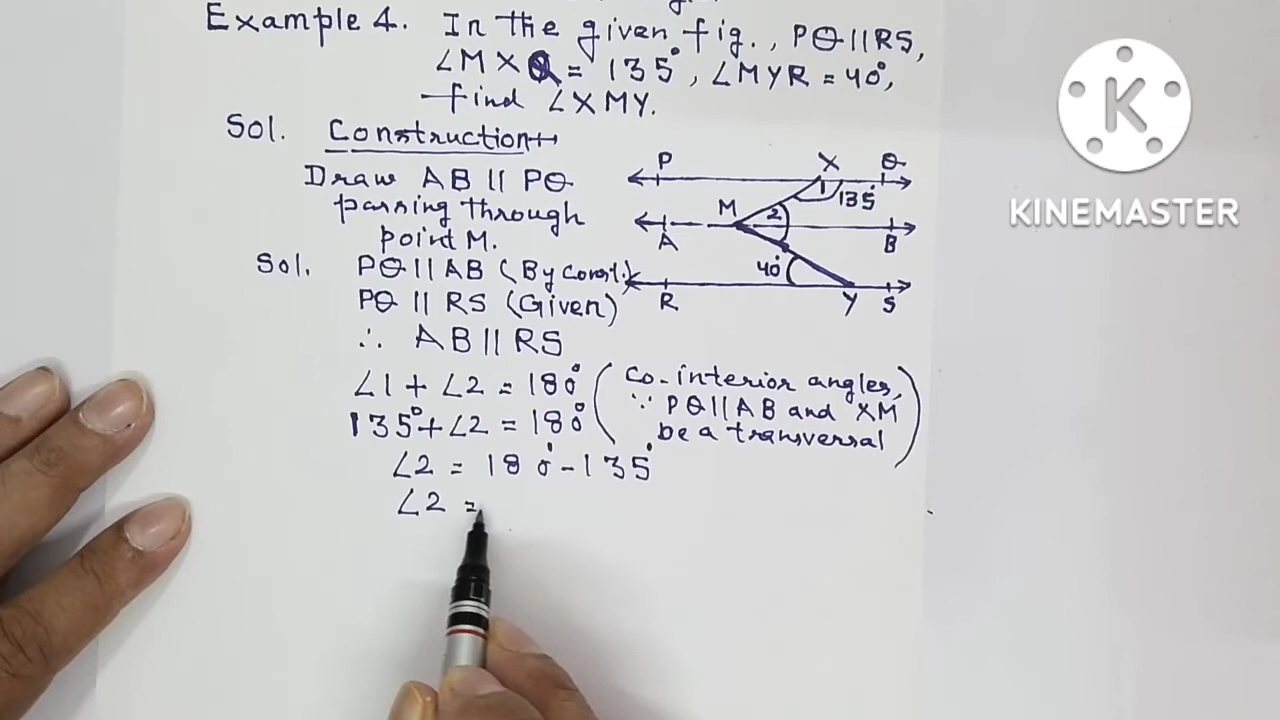 Example 4. In the given fig., PQ || RS,
∠MXQ = 135°, ∠MYR = 40°,
find ∠XMY.
Sol. Construction
Draw AB || PQ
passing through
point M.
P X Q
1 135°
M 2
A B
40°
R Y S
Sol. PQ || AB (By const.)
PQ || RS (Given)
∴ AB || RS
∠1 + ∠2 = 180° (Co-interior angles,
135° + ∠2 = 180° ∵ PQ || AB and XM
be a transversal)
∠2 = 180° - 135°
∠2 =
K
KINEMASTER